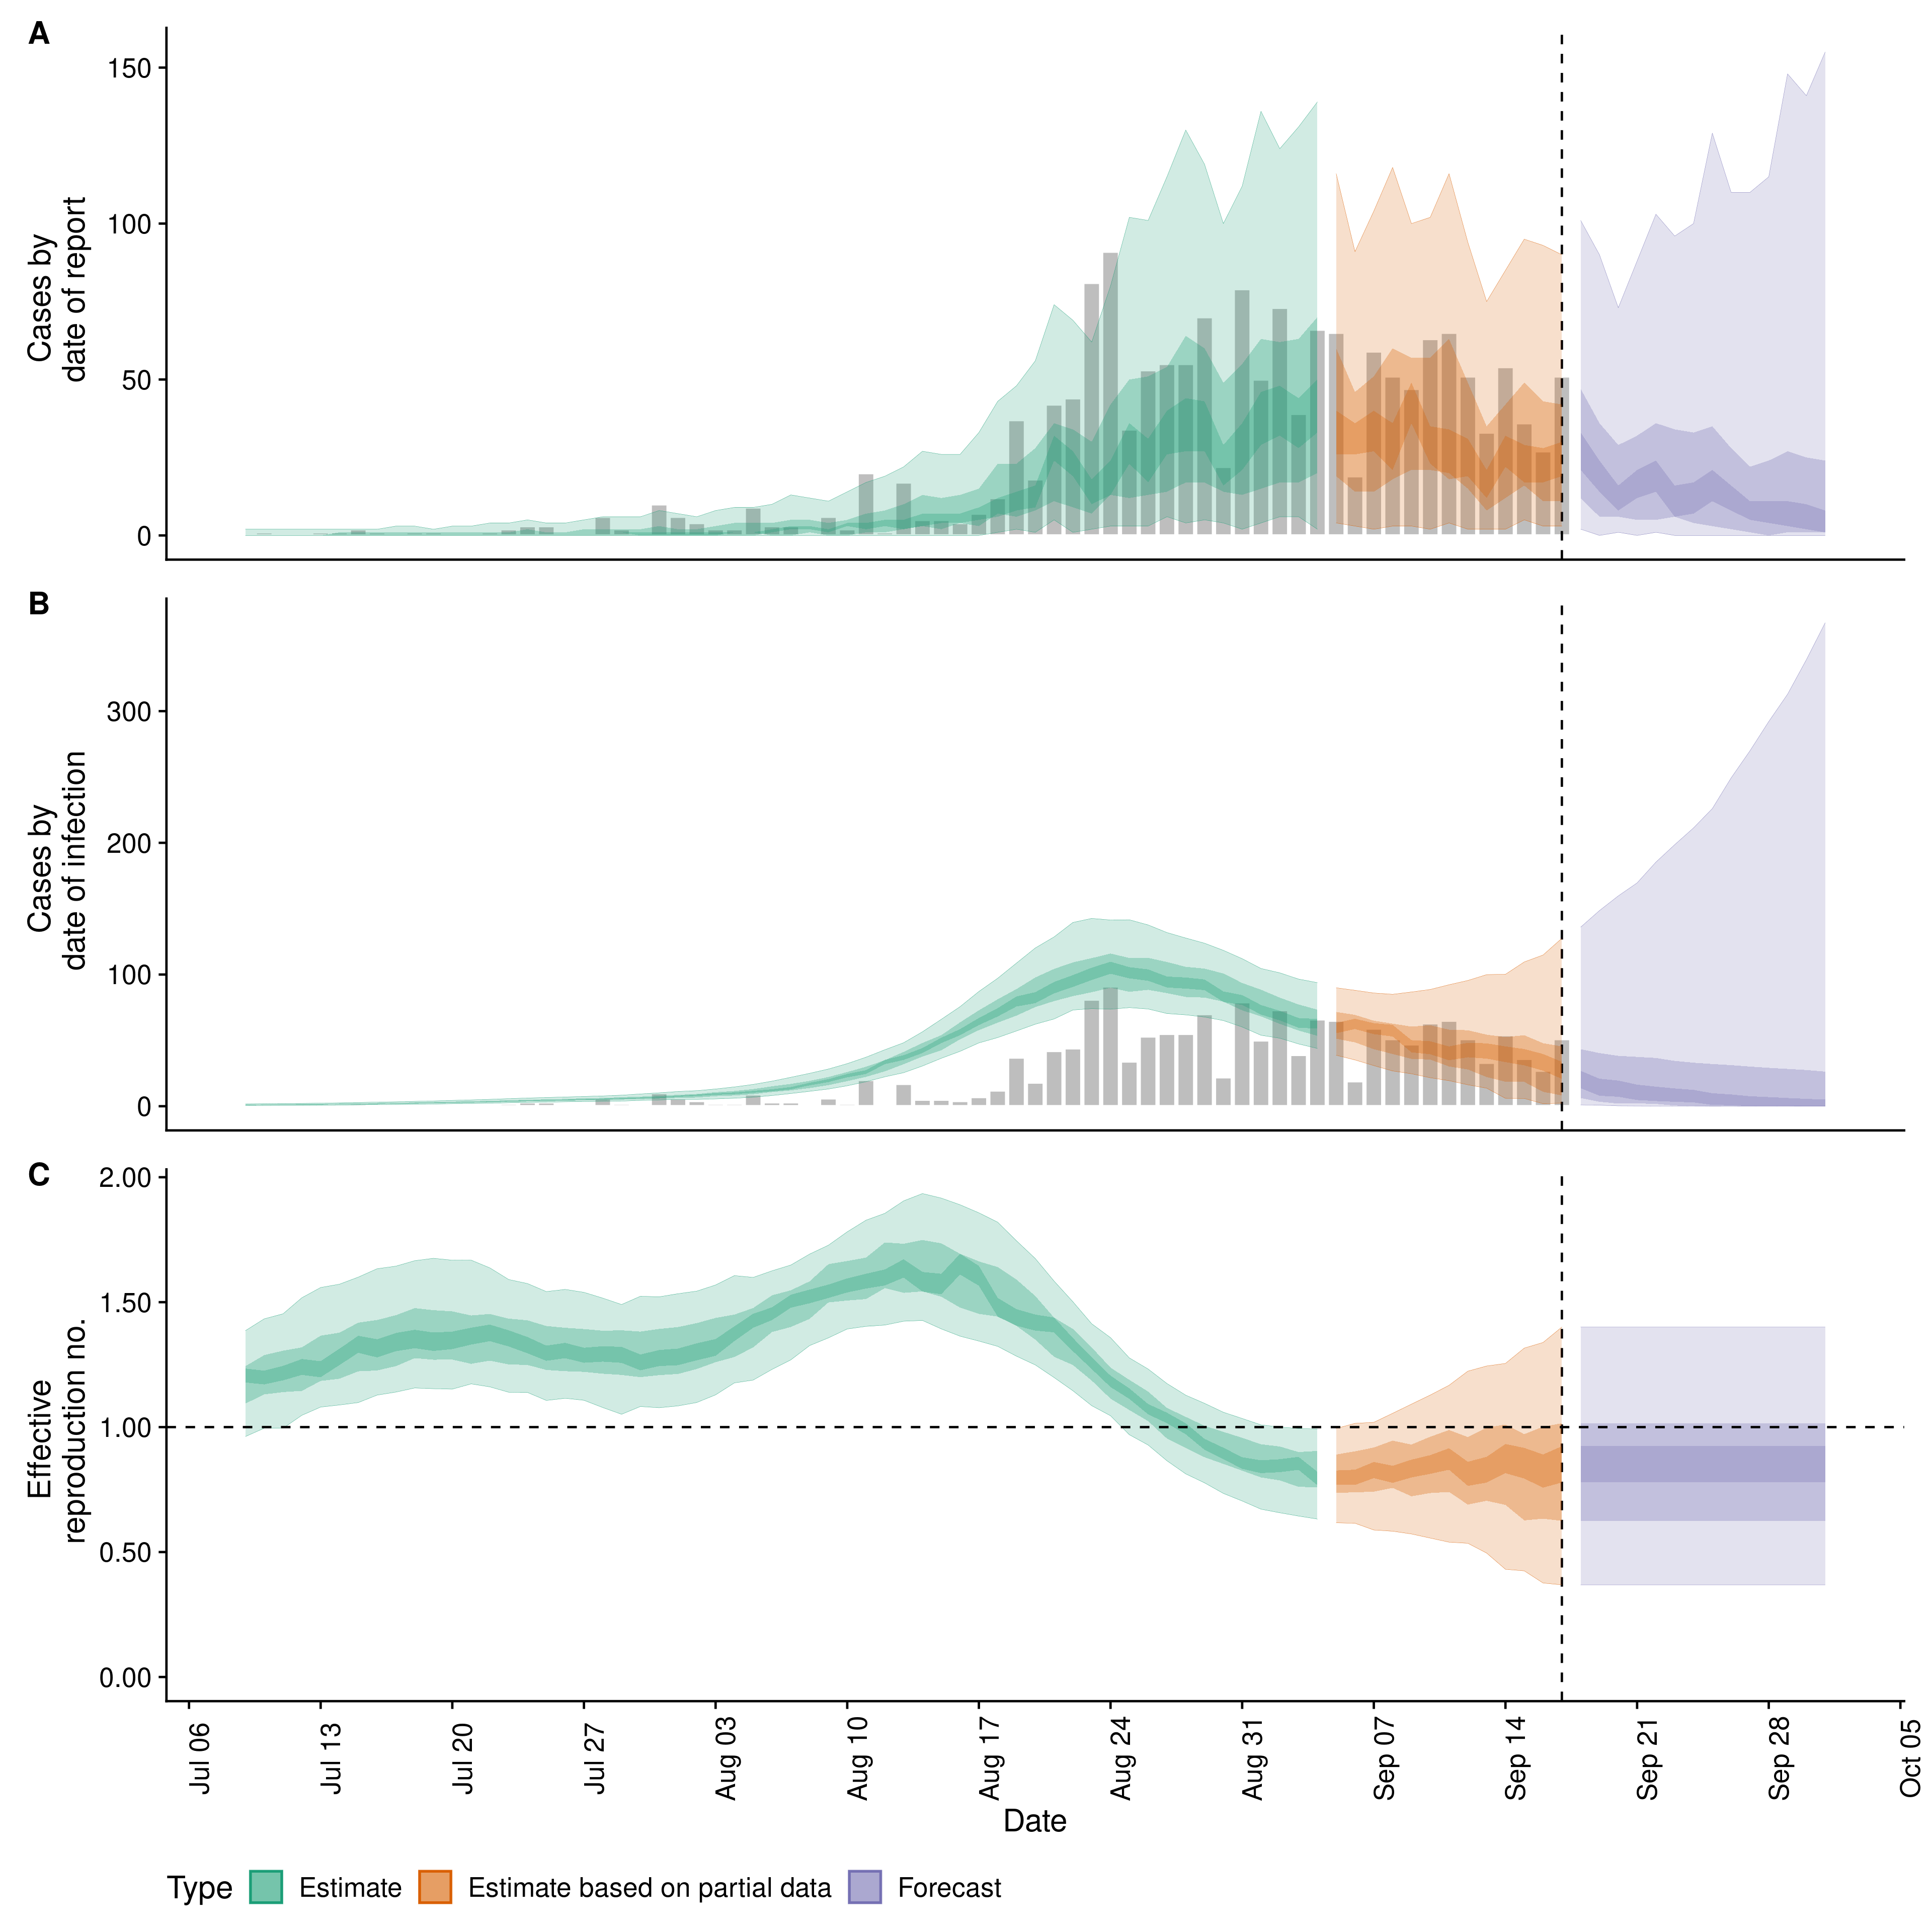 A
Cases by
date of report
150
100
50
0
B
Cases by
date of infection
300
200
100
0
C
Effective
reproduction no.
2.00
1.50
1.00
0.50
0.00
Jul 06
Jul 13
Jul 20
Jul 27
Aug 03
Aug 10
Aug 17
Aug 24
Aug 31
Sep 07
Sep 14
Sep 21
Sep 28
Oct 05
Date
Type Estimate Estimate based on partial data Forecast